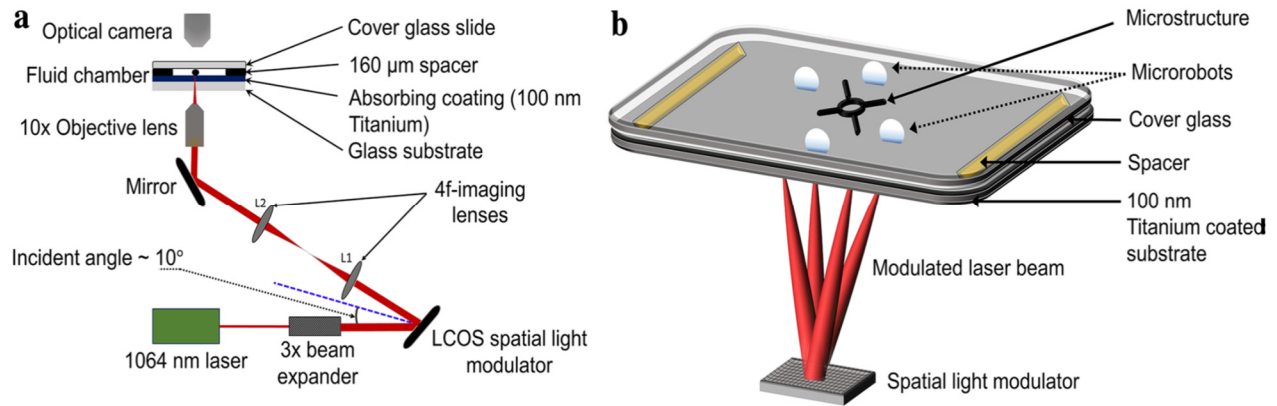 a
Optical camera
Fluid chamber
10x Objective lens
Mirror
Cover glass slide
160 µm spacer
Absorbing coating (100 nm
Titanium)
Glass substrate
L2
4f-imaging
lenses
L1
Incident angle ~ 10°
1064 nm laser
3x beam
expander
LCOS spatial light
modulator
b
Microstructure
Microrobots
Cover glass
Spacer
100 nm
Titanium coated
substrate
Modulated laser beam
Spatial light modulator